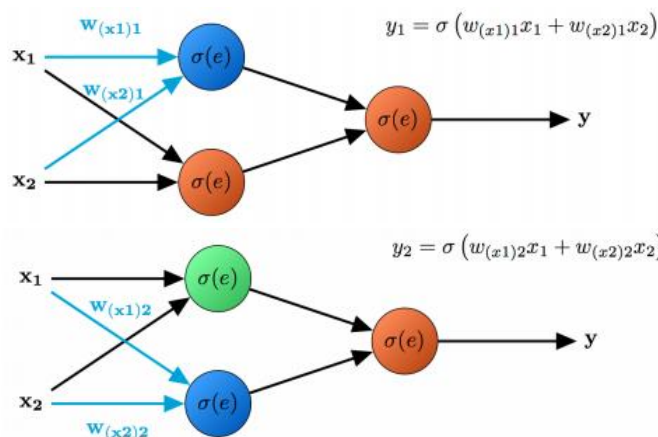 w(x1)1
y₁ = σ (w(x1)1x₁ + w(x2)1x₂)
x₁
σ(e)
w(x2)1
σ(e)
y
x₂
σ(e)
y₂ = σ (w(x1)2x₁ + w(x2)2x₂)
x₁
σ(e)
w(x1)2
σ(e)
y
x₂
σ(e)
w(x2)2